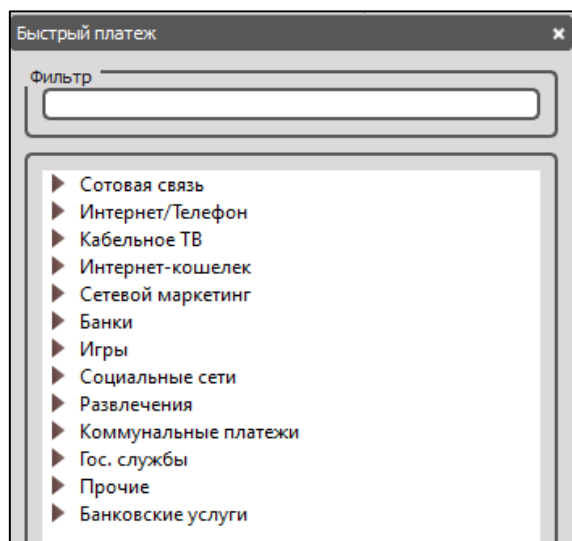 Быстрый платеж
Фильтр
Сотовая связь
Интернет/Телефон
Кабельное ТВ
Интернет-кошелек
Сетевой маркетинг
Банки
Игры
Социальные сети
Развлечения
Коммунальные платежи
Гос. службы
Прочие
Банковские услуги